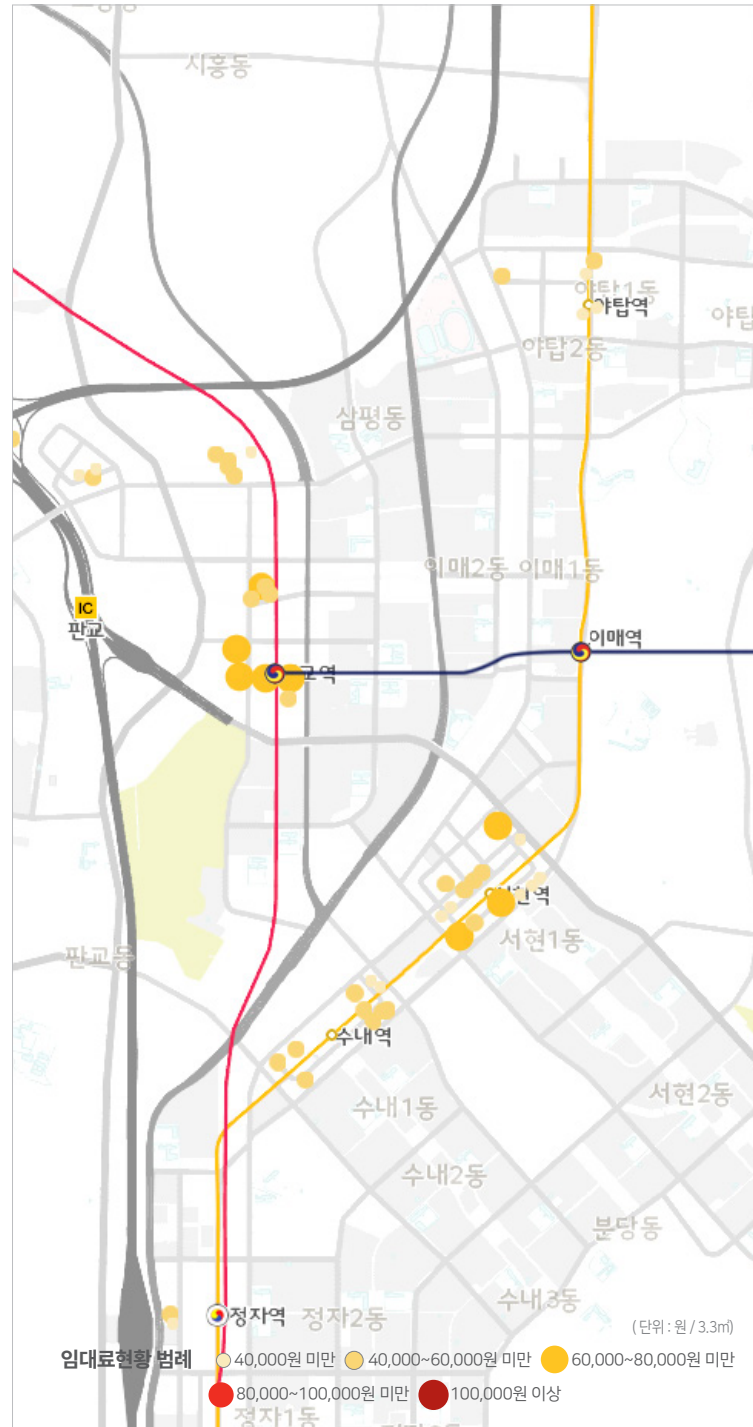 시흥동
야탑1동
야탑역
야탑
야탑2동
삼평동
이매2동 이매1동
IC
판교
이매역
교역
서현역
서현1동
판교동
수내역
서현2동
수내1동
수내2동
분당동
수내3동
정자역 정자2동
(단위 : 원 / 3.3㎡)
임대료현황 범례 40,000원 미만 40,000~60,000원 미만 60,000~80,000원 미만
80,000~100,000원 미만 100,000원 이상
정자1동